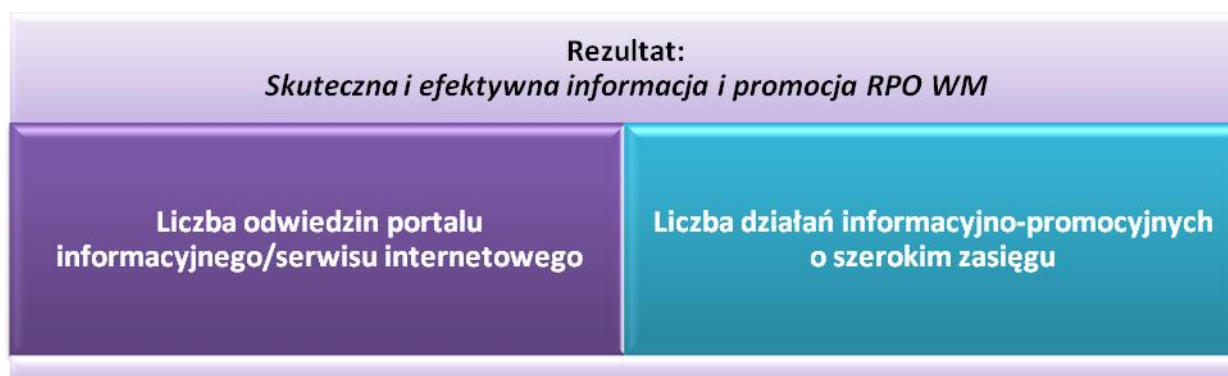 Rezultat:
Skuteczna i efektywna informacja i promocja RPO WM
Liczba odwiedzin portalu
informacyjnego/serwisu internetowego
Liczba działań informacyjno-promocyjnych
o szerokim zasięgu